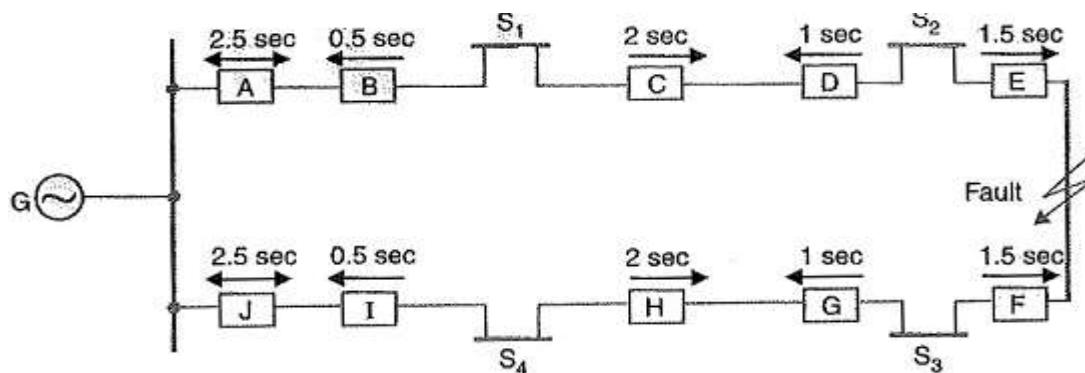 S₁
S₂
2.5 sec 0.5 sec 2 sec 1 sec 1.5 sec
A B C D E
G
Fault
2.5 sec 0.5 sec 2 sec 1 sec 1.5 sec
J I H G F
S₄
S₃